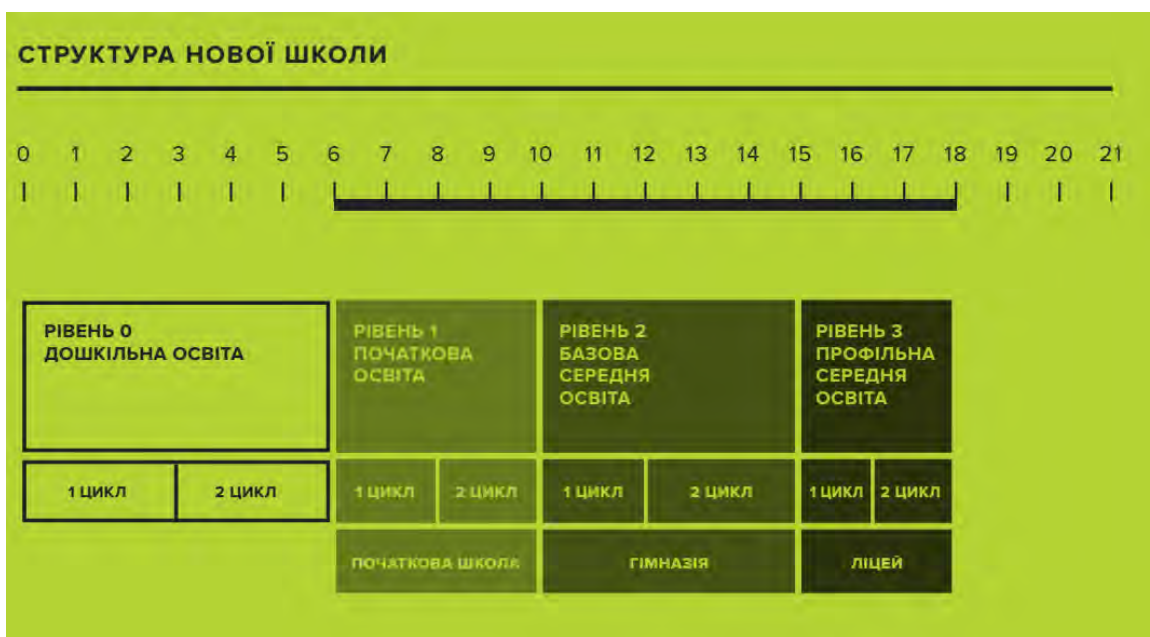 СТРУКТУРА НОВОЇ ШКОЛИ
0 1 2 3 4 5 6 7 8 9 10 11 12 13 14 15 16 17 18 19 20 21
РІВЕНЬ 0
ДОШКІЛЬНА ОСВІТА
РІВЕНЬ 1
ПОЧАТКОВА
ОСВІТА
РІВЕНЬ 2
БАЗОВА
СЕРЕДНЯ
ОСВІТА
РІВЕНЬ 3
ПРОФІЛЬНА
СЕРЕДНЯ
ОСВІТА
1 ЦИКЛ 2 ЦИКЛ 1 ЦИКЛ 2 ЦИКЛ 1 ЦИКЛ 2 ЦИКЛ 1 ЦИКЛ 2 ЦИКЛ
ПОЧАТКОВА ШКОЛА ГІМНАЗІЯ ЛІЦЕЙ